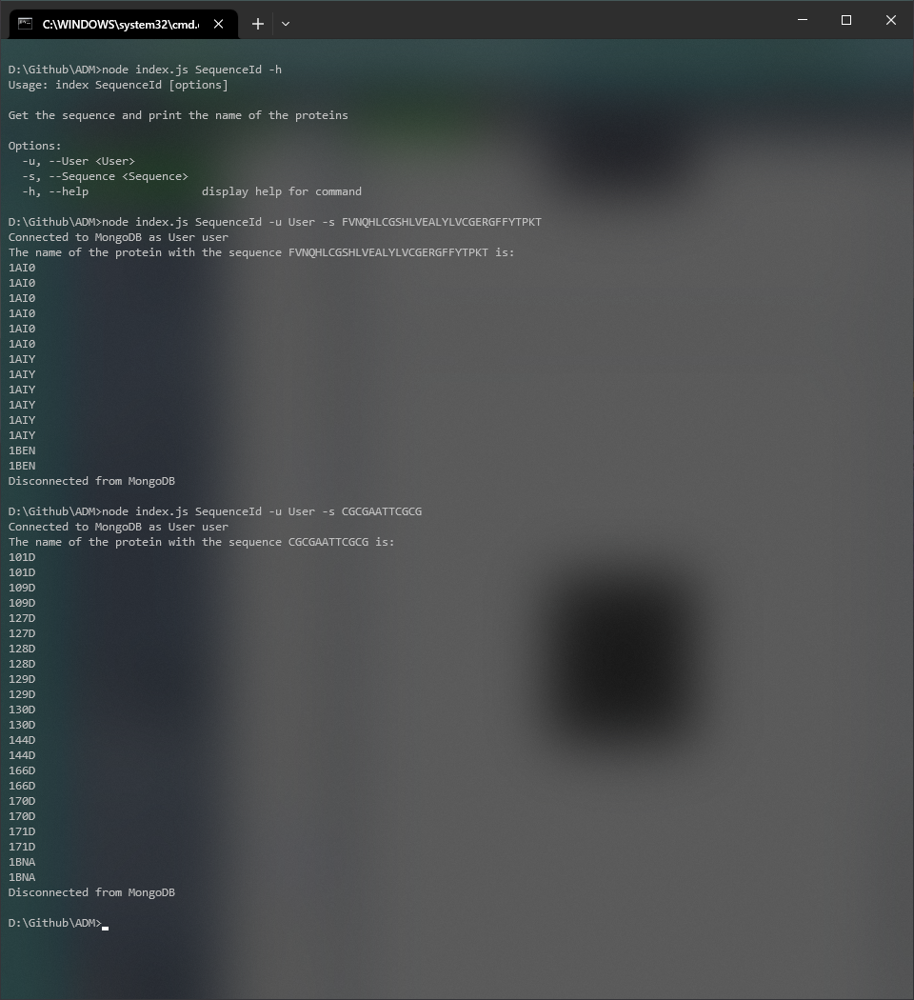 C:\WINDOWS\system32\cmd.
D:\Github\ADM>node index.js SequenceId -h
Usage: index SequenceId [options]
Get the sequence and print the name of the proteins
Options:
-u, --User <User>
-s, --Sequence <Sequence>
-h, --help display help for command
D:\Github\ADM>node index.js SequenceId -u User -s FVNQHLCGSHLVEALYLVCGERGFFYTPKT
Connected to MongoDB as User user
The name of the protein with the sequence FVNQHLCGSHLVEALYLVCGERGFFYTPKT is:
1AI0
1AI0
1AI0
1AI0
1AI0
1AI0
1AIY
1AIY
1AIY
1AIY
1AIY
1AIY
1BEN
1BEN
Disconnected from MongoDB
D:\Github\ADM>node index.js SequenceId -u User -s CGCGAATTCGCG
Connected to MongoDB as User user
The name of the protein with the sequence CGCGAATTCGCG is:
101D
101D
109D
109D
127D
127D
128D
128D
129D
129D
130D
130D
144D
144D
166D
166D
170D
170D
171D
171D
1BNA
1BNA
Disconnected from MongoDB
D:\Github\ADM>